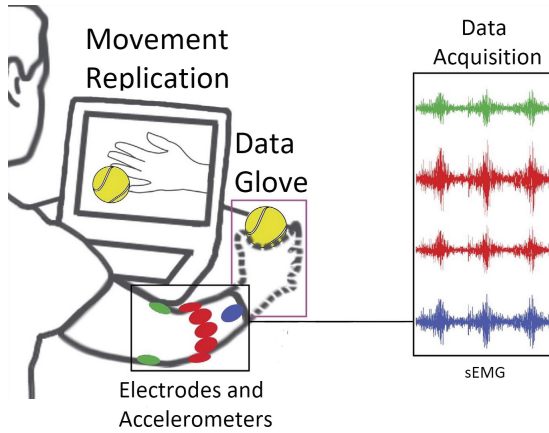 Movement
Replication
Data
Glove
Data
Acquisition
sEMG
Electrodes and
Accelerometers